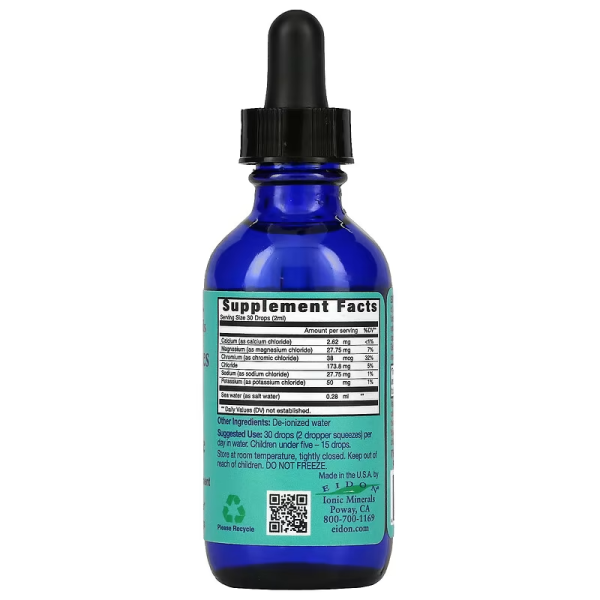 Supplement Facts
Serving Size 30 Drops (2ml)
Amount per serving %DV**
Calcium (as calcium chloride) 2.62 mg <1%
Magnesium (as magnesium chloride) 27.75 mg 7%
Chromium (as chromic chloride) 38 mcg 32%
Chloride 173.8 mg 5%
Sodium (as sodium chloride) 27.75 mg 1%
Potassium (as potassium chloride) 50 mg 1%
Sea water (as salt water) 0.28 ml **
**Daily Values (DV) not established.
Other Ingredients: De-ionized water
Suggested Use: 30 drops (2 dropper squeezes) per
day in water. Children under five – 15 drops.
Store at room temperature, tightly closed. Keep out of
reach of children. DO NOT FREEZE.
Made in the U.S.A. by
EIDON
Ionic Minerals
Poway, CA
800-700-1169
eidon.com
Please Recycle